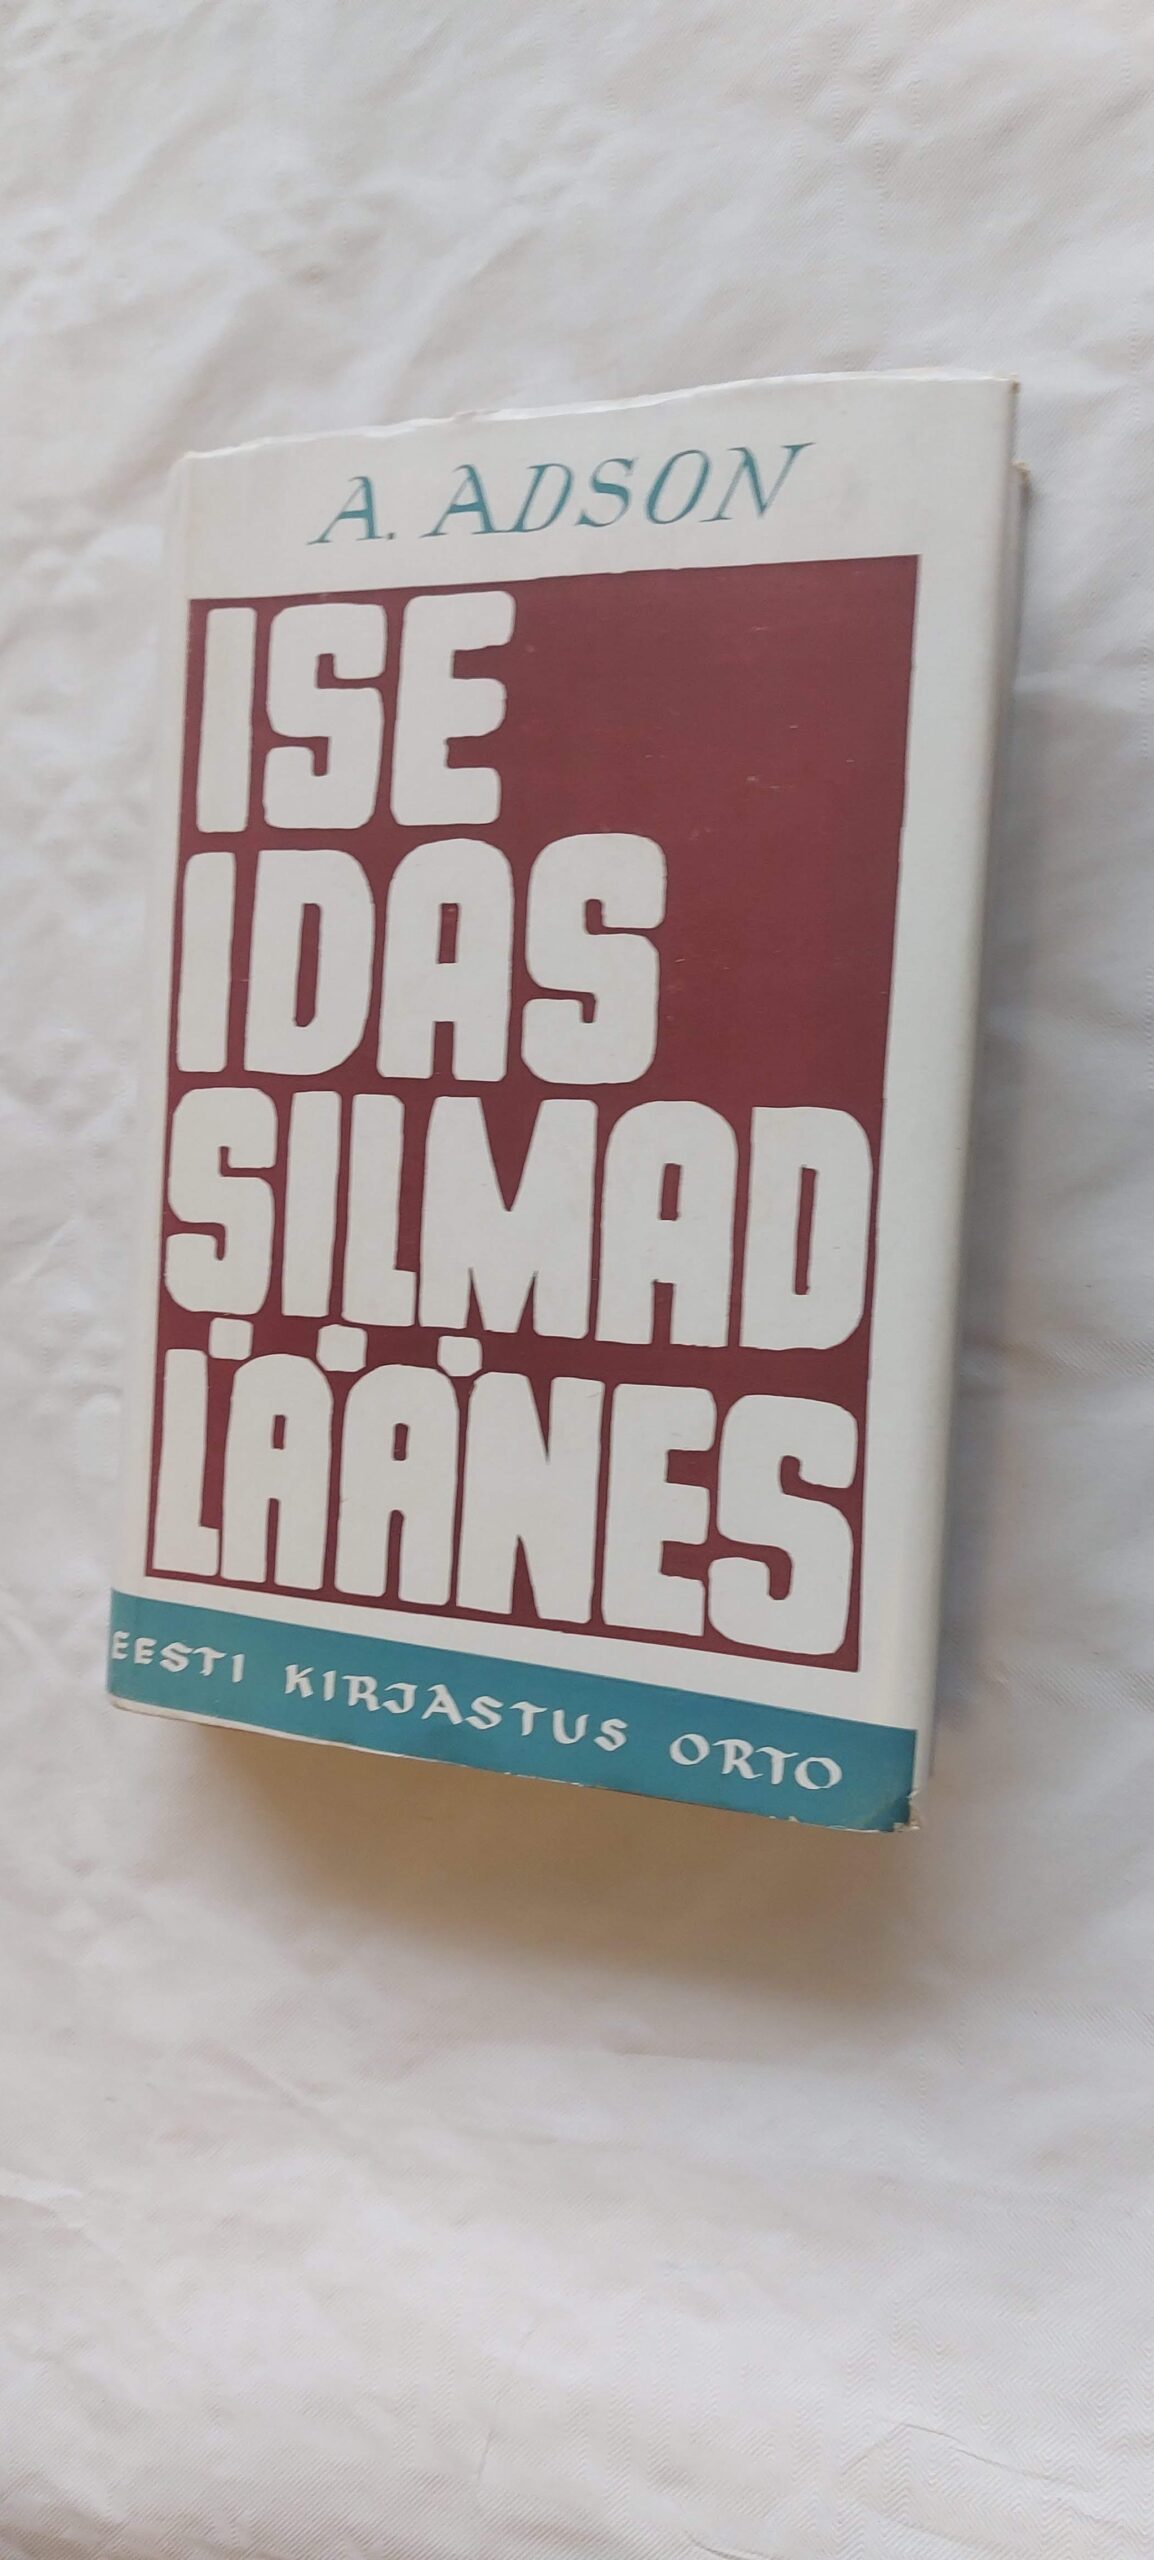 A. ADSON
ISE
IDAS
SILMAD
LÄÄNES
EESTI KIRJASTUS ORTO